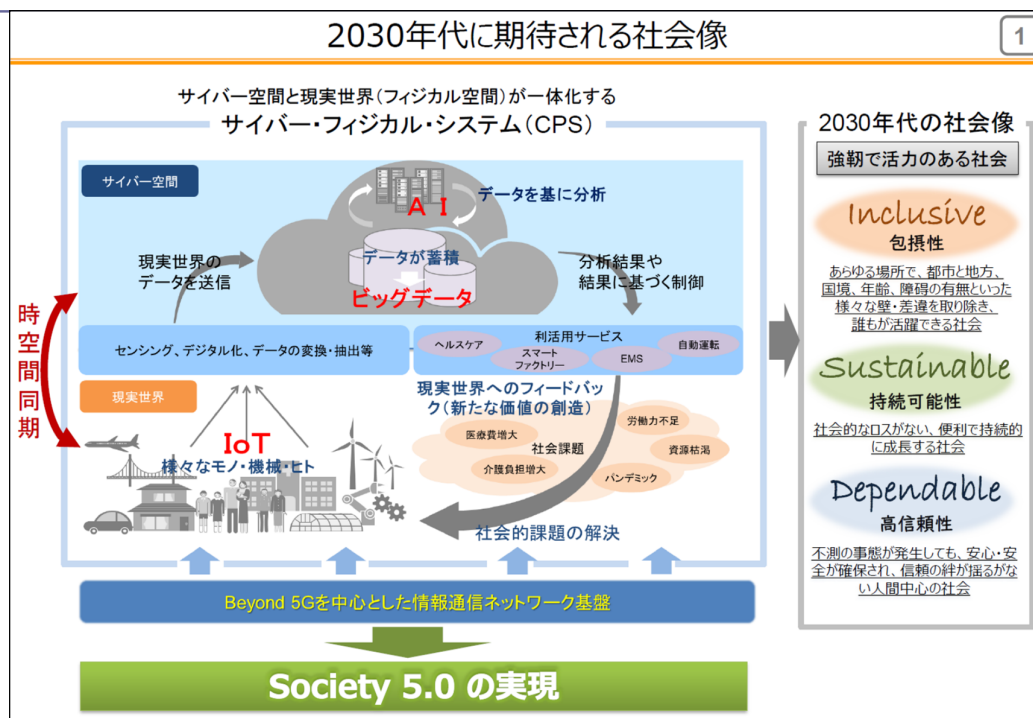 2030年代に期待される社会像
1
サイバー空間と現実世界(フィジカル空間)が一体化する
サイバー・フィジカル・システム(CPS)
サイバー空間
AI
データを基に分析
データが蓄積
ビッグデータ
現実世界の
データを送信
分析結果や
結果に基づく制御
時空間同期
センシング、デジタル化、データの変換・抽出等
利活用サービス
ヘルスケア
スマート
ファクトリー
EMS
自動運転
現実世界
IoT
様々なモノ・機械・ヒト
現実世界へのフィードバッ
ク(新たな価値の創造)
医療費増大
社会課題
労働力不足
資源枯渇
介護負担増大
パンデミック
社会的課題の解決
Beyond 5Gを中心とした情報通信ネットワーク基盤
Society 5.0 の実現
2030年代の社会像
強靭で活力のある社会
Inclusive
包摂性
あらゆる場所で、都市と地方、
国境、年齢、障碍の有無といった
様々な壁・差違を取り除き、
誰もが活躍できる社会
Sustainable
持続可能性
社会的なロスがない、便利で持続的
に成長する社会
Dependable
高信頼性
不測の事態が発生しても、安心・安
全が確保され、信頼の絆が揺るがな
い人間中心の社会